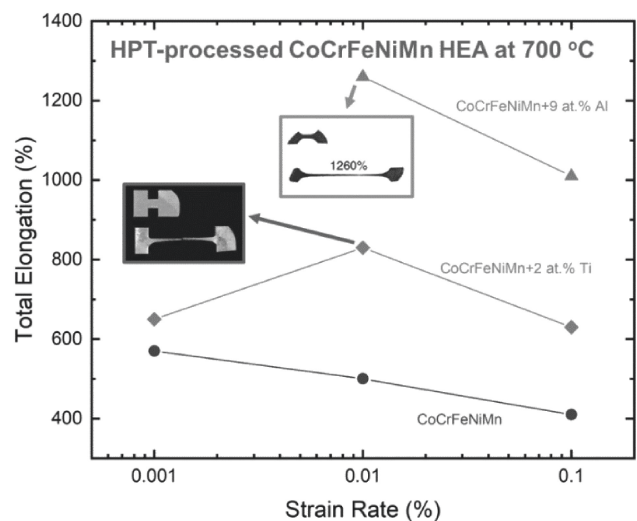 HPT-processed CoCrFeNiMn HEA at 700 °C
1400
1200
1000
800
600
400
Total Elongation (%)
CoCrFeNiMn+9 at.% Al
1260%
CoCrFeNiMn+2 at.% Ti
CoCrFeNiMn
0.001
0.01
0.1
Strain Rate (%)